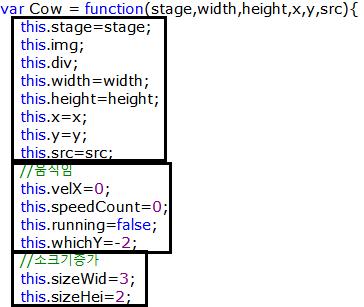 var Cow = function(stage,width,height,x,y,src){
this.stage=stage;
this.img;
this.div;
this.width=width;
this.height=height;
this.x=x;
this.y=y;
this.src=src;
//움직임
this.velX=0;
this.speedCount=0;
this.running=false;
this.whichY=-2;
//소크기증가
this.sizeWid=3;
this.sizeHei=2;